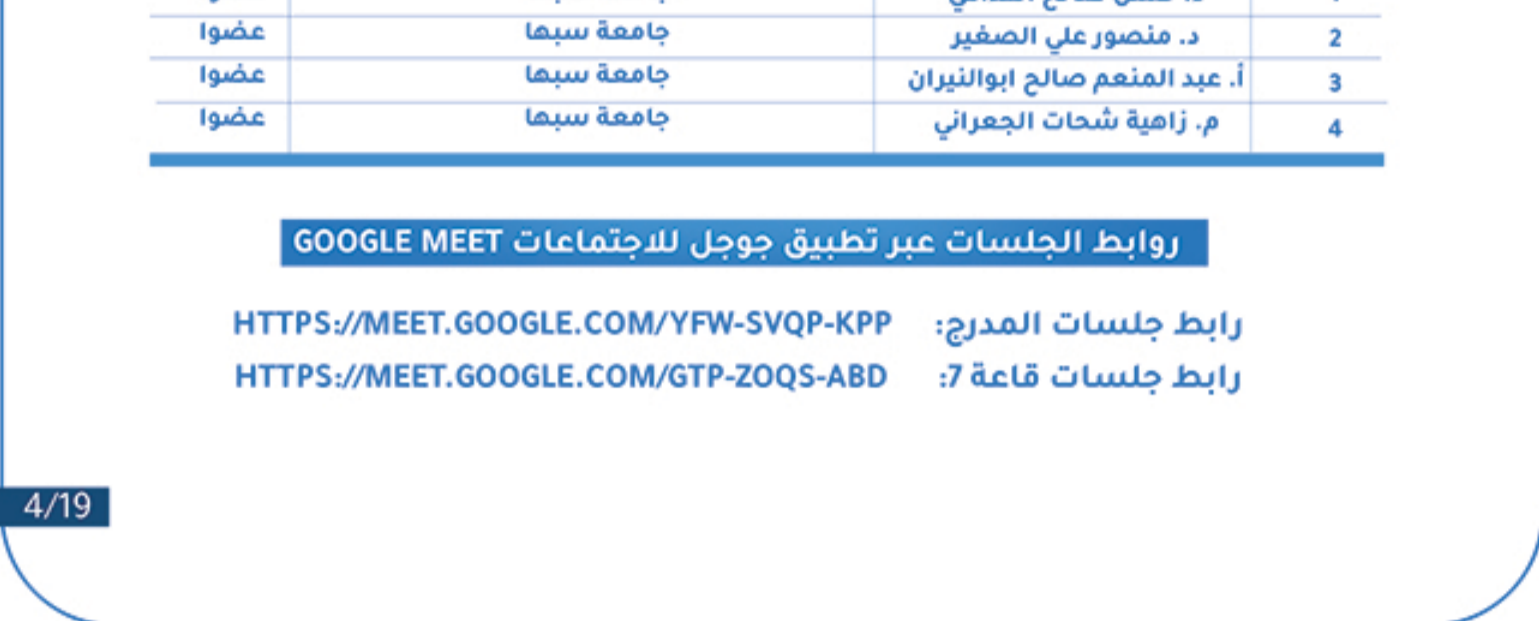 2 د. منصور علي الصغير جامعة سبها عضوا
3 أ. عبد المنعم صالح ابوالنيران جامعة سبها عضوا
4 م. زاهية شحات الجعراني جامعة سبها عضوا
روابط الجلسات عبر تطبيق جوجل للاجتماعات GOOGLE MEET
رابط جلسات المدرج: HTTPS://MEET.GOOGLE.COM/YFW-SVQP-KPP
رابط جلسات قاعة 7: HTTPS://MEET.GOOGLE.COM/GTP-ZOQS-ABD
4/19